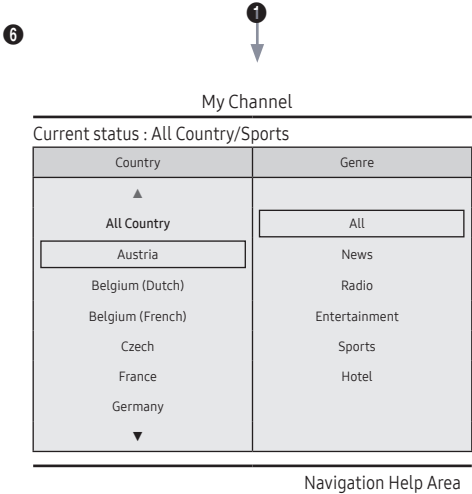 ❶
❻
My Channel
Current status : All Country/Sports
Country Genre
▲
All Country All
Austria News
Belgium (Dutch) Radio
Belgium (French) Entertainment
Czech Sports
France Hotel
Germany
▼
Navigation Help Area